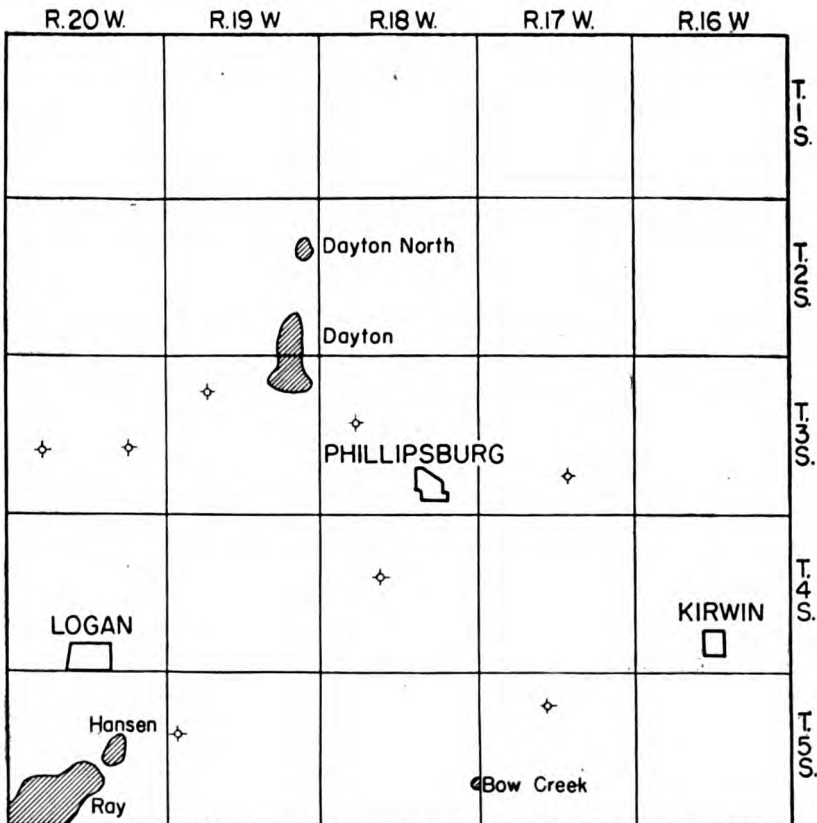 R.20 W. R.19 W R.18 W. R.17 W. R.16 W
T. 1 S.
Dayton North
T. 2 S.
Dayton
T. 3 S.
PHILLIPSBURG
T. 4 S.
LOGAN
KIRWIN
Hansen
T. 5 S.
Bow Creek
Ray